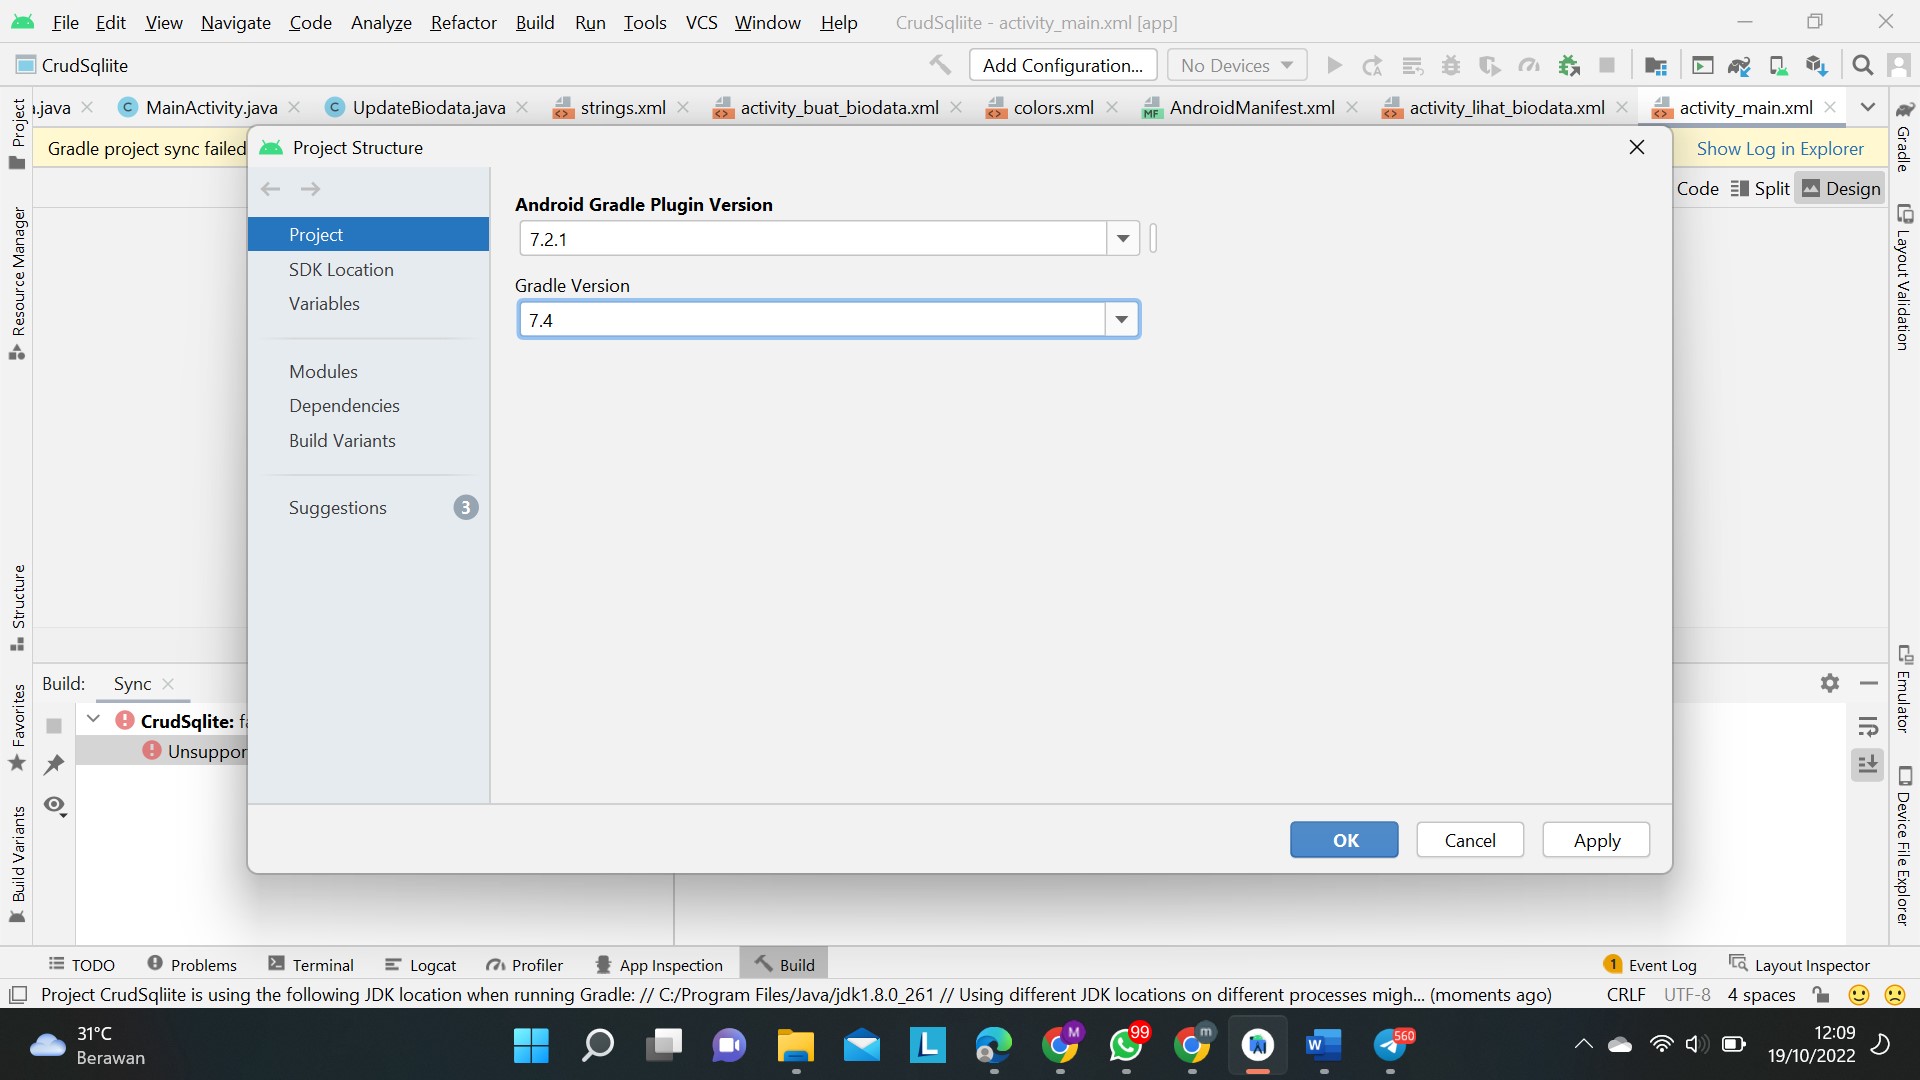 File Edit View Navigate Code Analyze Refactor Build Run Tools VCS Window Help CrudSqliite - activity_main.xml [app]
CrudSqliite Add Configuration... No Devices
a.java MainActivity.java UpdateBiodata.java strings.xml activity_buat_biodata.xml colors.xml AndroidManifest.xml activity_lihat_biodata.xml activity_main.xml
Gradle project sync failed Show Log in Explorer
Project Structure
Code Split Design
Project
SDK Location
Variables
Modules
Dependencies
Build Variants
Suggestions 3
Android Gradle Plugin Version
7.2.1
Gradle Version
7.4
OK Cancel Apply
Project
Resource Manager
Structure
Favorites
Build Variants
Gradle
Layout Validation
Emulator
Device File Explorer
Build: Sync
CrudSqlite: fa
Unsuppor
TODO Problems Terminal Logcat Profiler App Inspection Build 1 Event Log Layout Inspector
Project CrudSqliite is using the following JDK location when running Gradle: // C:/Program Files/Java/jdk1.8.0_261 // Using different JDK locations on different processes migh... (moments ago) CRLF UTF-8 4 spaces
31°C
Berawan
M 99 m 560
12:09
19/10/2022